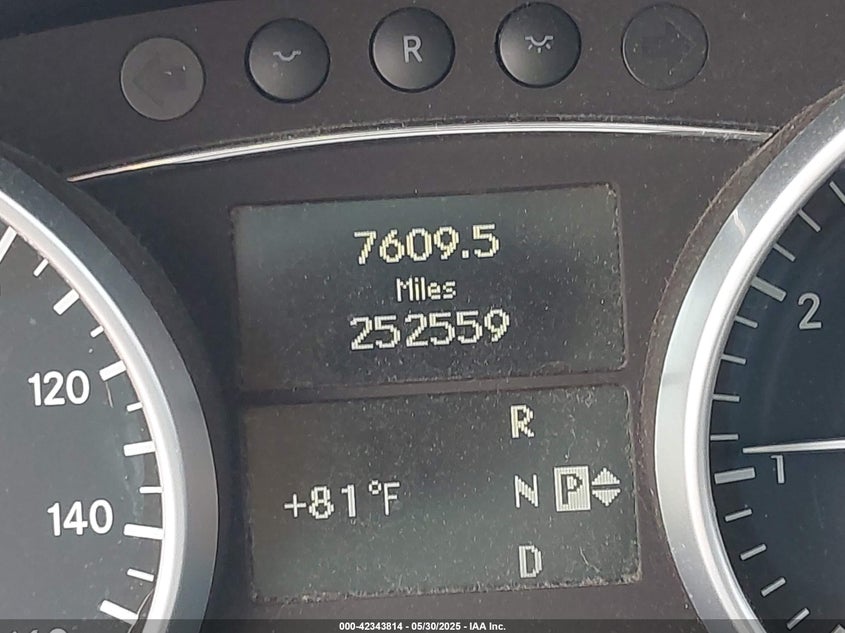 R
7609.5
Miles
252559
R
+81°F N P
D
120
140
2
1
000-42343814 / 05/30/2025 - IAA Inc.